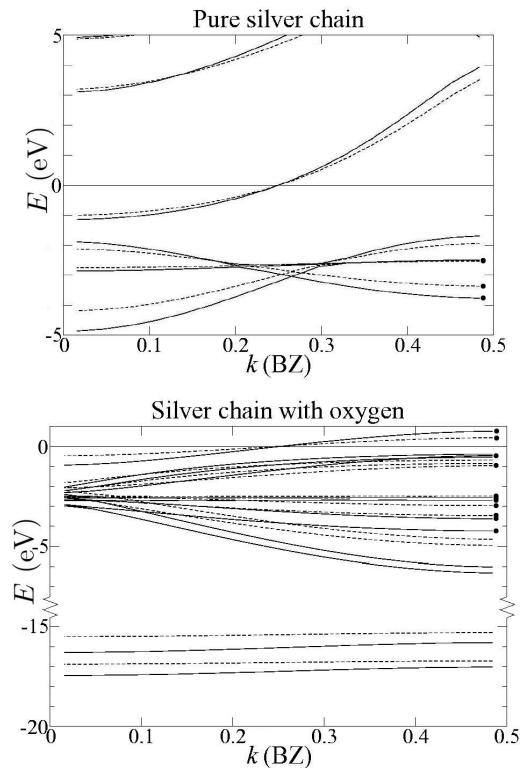 Pure silver chain
5
0
-5
E (eV)
0 0.1 0.2 0.3 0.4 0.5
k (BZ)
Silver chain with oxygen
0
-5
-15
-20
E (eV)
0 0.1 0.2 0.3 0.4 0.5
k (BZ)